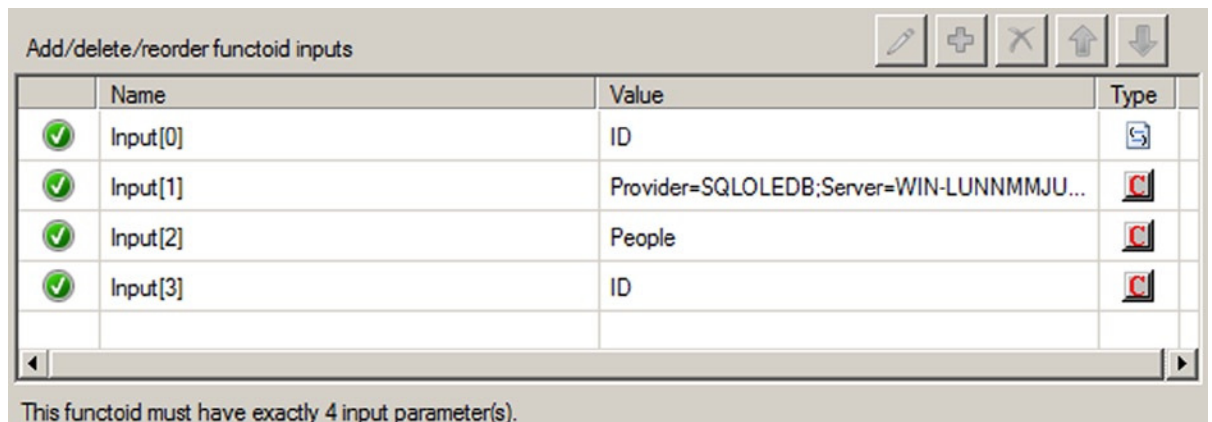 Add/delete/reorder functoid inputs
Name Value Type
Input[0] ID
Input[1] Provider=SQLOLEDB;Server=WIN-LUNNMMJU... C
Input[2] People C
Input[3] ID C
This functoid must have exactly 4 input parameter(s).